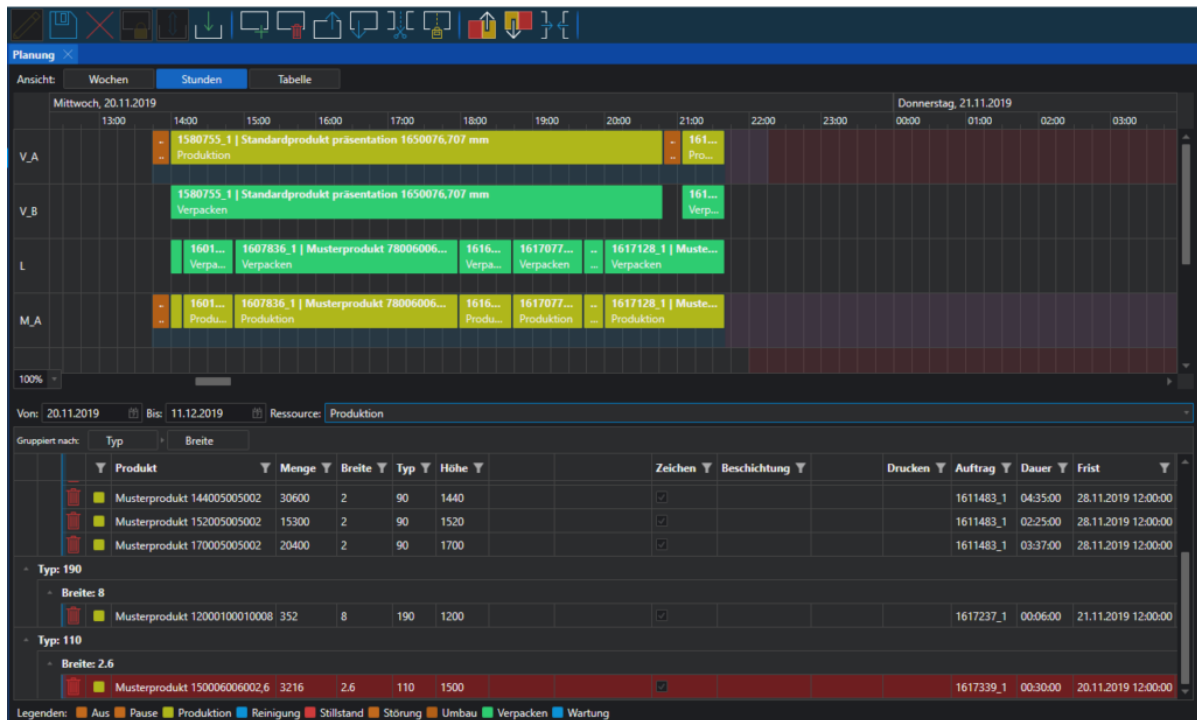 Planung
Ansicht: Wochen Stunden Tabelle
Mittwoch, 20.11.2019 Donnerstag, 21.11.2019
13:00 14:00 15:00 16:00 17:00 18:00 19:00 20:00 21:00 22:00 23:00 00:00 01:00 02:00 03:00
- 1580755_1 | Standardprodukt präsentation 1650076,707 mm - 161...
V_A .. Produktion .. Pro...
1580755_1 | Standardprodukt präsentation 1650076,707 mm 161...
V_B Verpacken Verp...
1601... 1607836_1 | Musterprodukt 78006006... 1616... 1617077... .. 1617128_1 | Muste...
L Verpa... Verpacken Verpa... Verpacken ... Verpacken
- 1601... 1607836_1 | Musterprodukt 78006006... 1616... 1617077... .. 1617128_1 | Muste...
M_A .. Produ... Produktion Produ... Produktion ... Produktion
100%
Von: 20.11.2019 Bis: 11.12.2019 Ressource: Produktion
Gruppiert nach: Typ Breite
Produkt Menge Breite Typ Höhe Zeichen Beschichtung Drucken Auftrag Dauer Frist
Musterprodukt 144005005002 30600 2 90 1440 1611483_1 04:35:00 28.11.2019 12:00:00
Musterprodukt 152005005002 15300 2 90 1520 1611483_1 02:25:00 28.11.2019 12:00:00
Musterprodukt 170005005002 20400 2 90 1700 1611483_1 03:37:00 28.11.2019 12:00:00
Typ: 190
Breite: 8
Musterprodukt 12000100010008 352 8 190 1200 1617237_1 00:06:00 21.11.2019 12:00:00
Typ: 110
Breite: 2.6
Musterprodukt 150006006002,6 3216 2.6 110 1500 1617339_1 00:30:00 20.11.2019 12:00:00
Legenden: Aus Pause Produktion Reinigung Stillstand Störung Umbau Verpacken Wartung